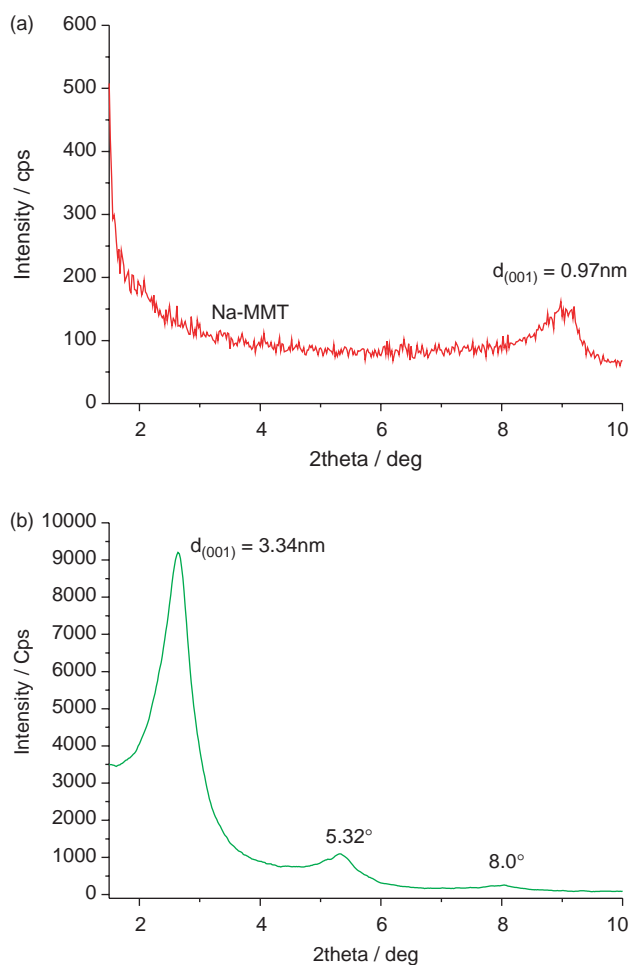 (a)
600
500
400
300
200
100
0
Intensity / cps
d(001) = 0.97nm
Na-MMT
2 4 6 8 10
2theta / deg
(b)
10000
9000
8000
7000
6000
5000
4000
3000
2000
1000
0
Intensity / Cps
d(001) = 3.34nm
5.32°
8.0°
2 4 6 8 10
2theta / deg